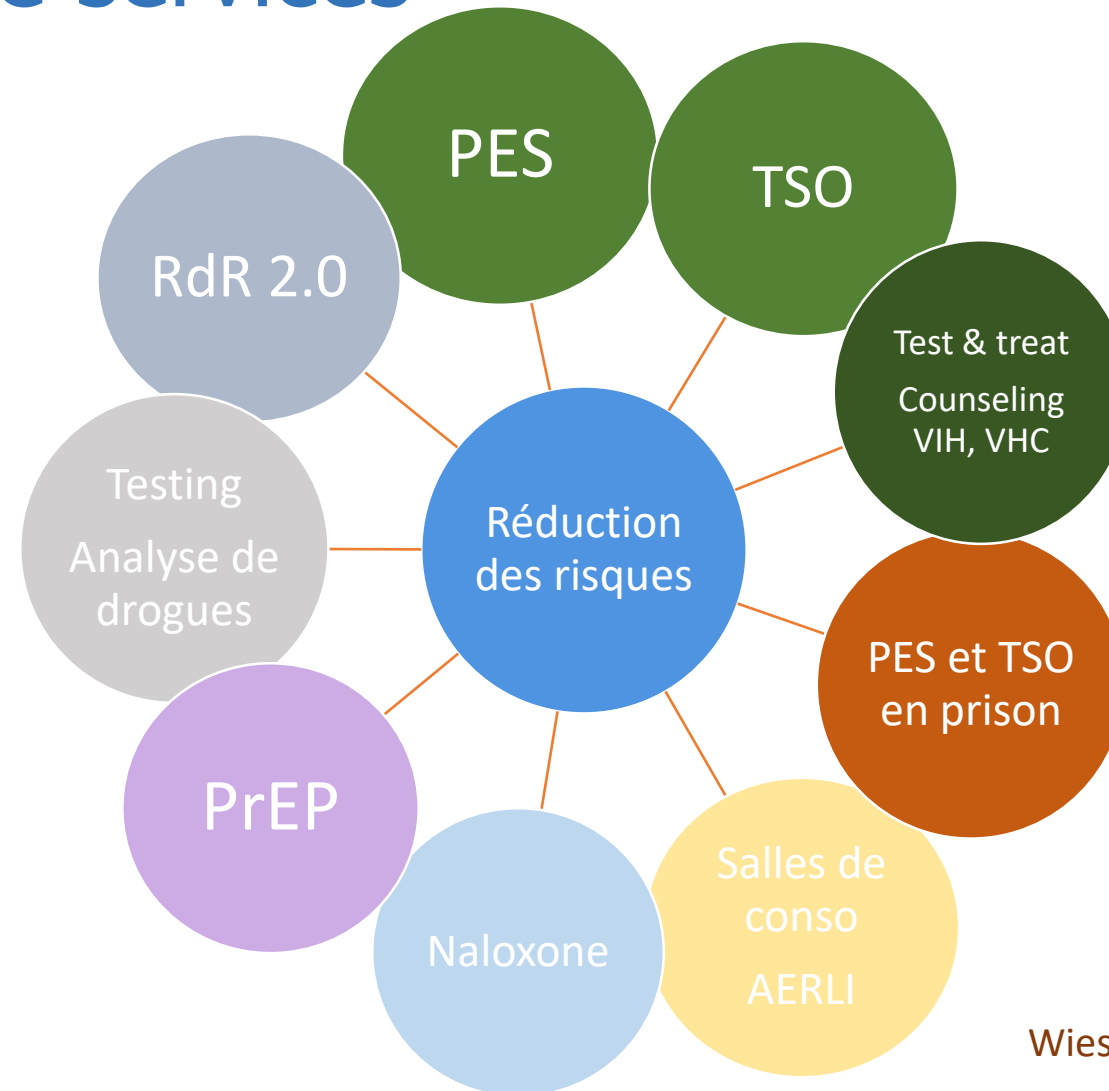 services
PES
TSO
RdR 2.0
Test & treat
Counseling
VIH, VHC
Testing
Analyse de
drogues
Réduction
des risques
PES et TSO
en prison
PrEP
Salles de
conso
AERLI
Naloxone